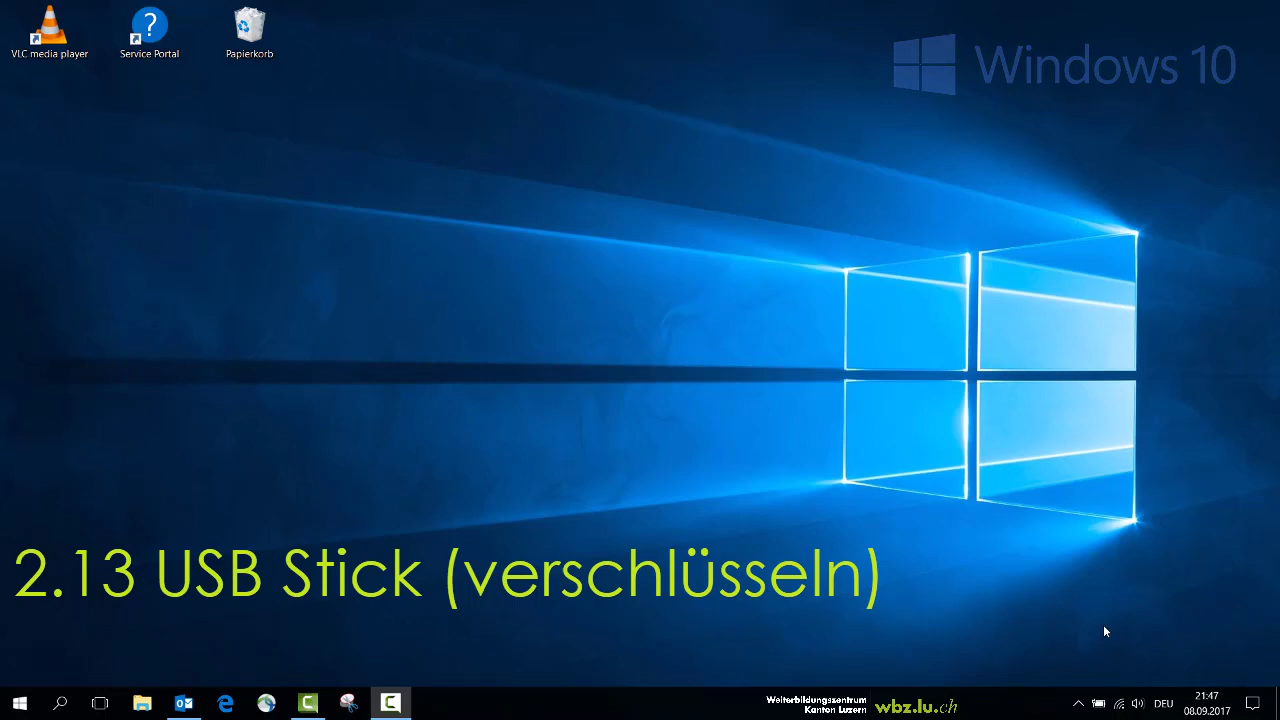 VLC media player
Service Portal
Papierkorb
Windows 10
2.13 USB Stick (verschlüsseln)
Weiterbildungszentrum
Kanton Luzern
wbz.lu.ch
DEU
21:47
08.09.2017